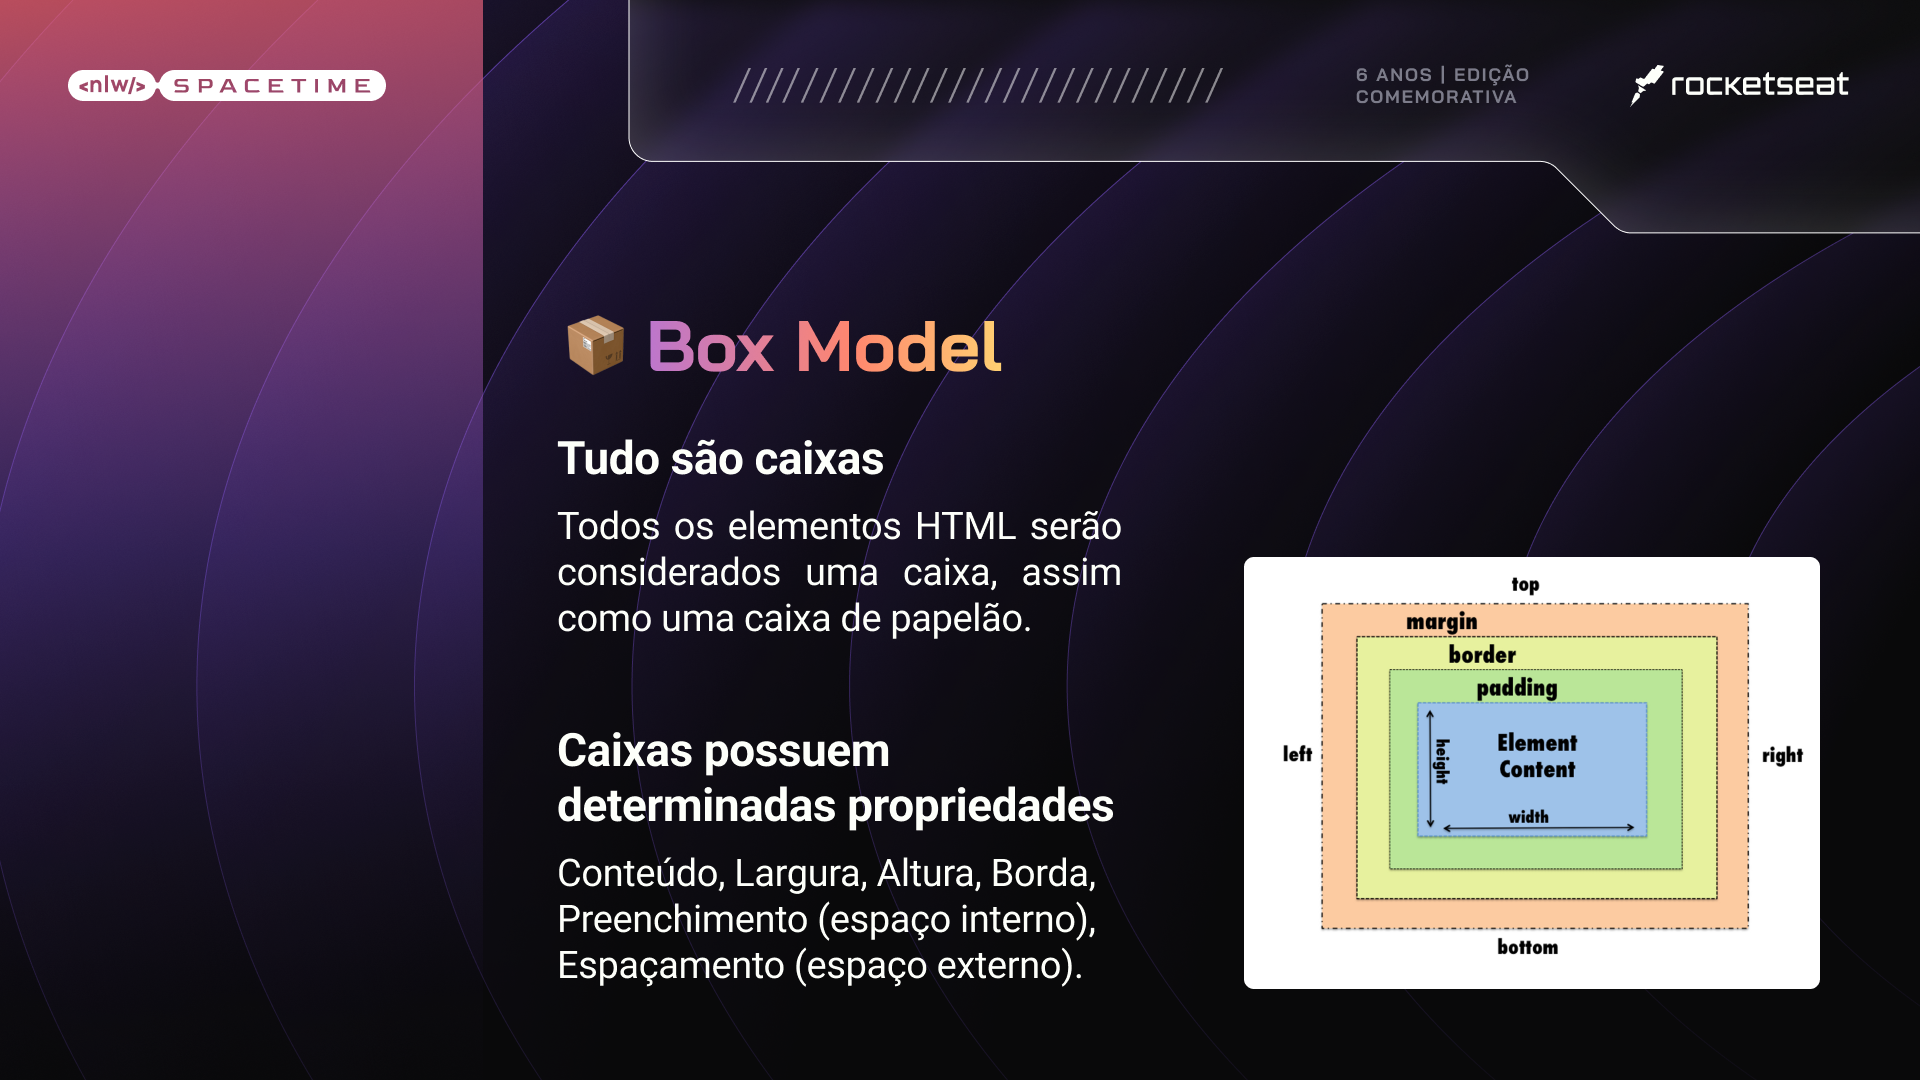 <nlw/> SPACETIME
6 ANOS | EDIÇÃO
COMEMORATIVA
rocketseat
Box Model
Tudo são caixas
Todos os elementos HTML serão
considerados uma caixa, assim
como uma caixa de papelão.
Caixas possuem
determinadas propriedades
Conteúdo, Largura, Altura, Borda,
Preenchimento (espaço interno),
Espaçamento (espaço externo).
top
margin
border
padding
Element
Content
height
width
left
right
bottom